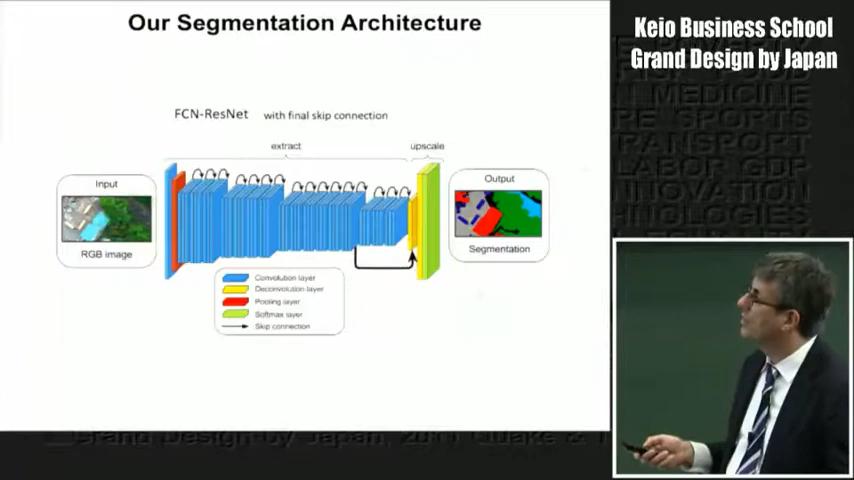 Our Segmentation Architecture
Keio Business School
Grand Design by Japan
FCN-ResNet with final skip connection
extract
upscale
Input
RGB image
Output
Segmentation
Convolution layer
Deconvolution layer
Pooling layer
Softmax layer
Skip connection
MEDICINE
SPORTS
TRANSPORT
LABOR GDP
INNOVATION
Grand Design by Japan, 2011 Quake &